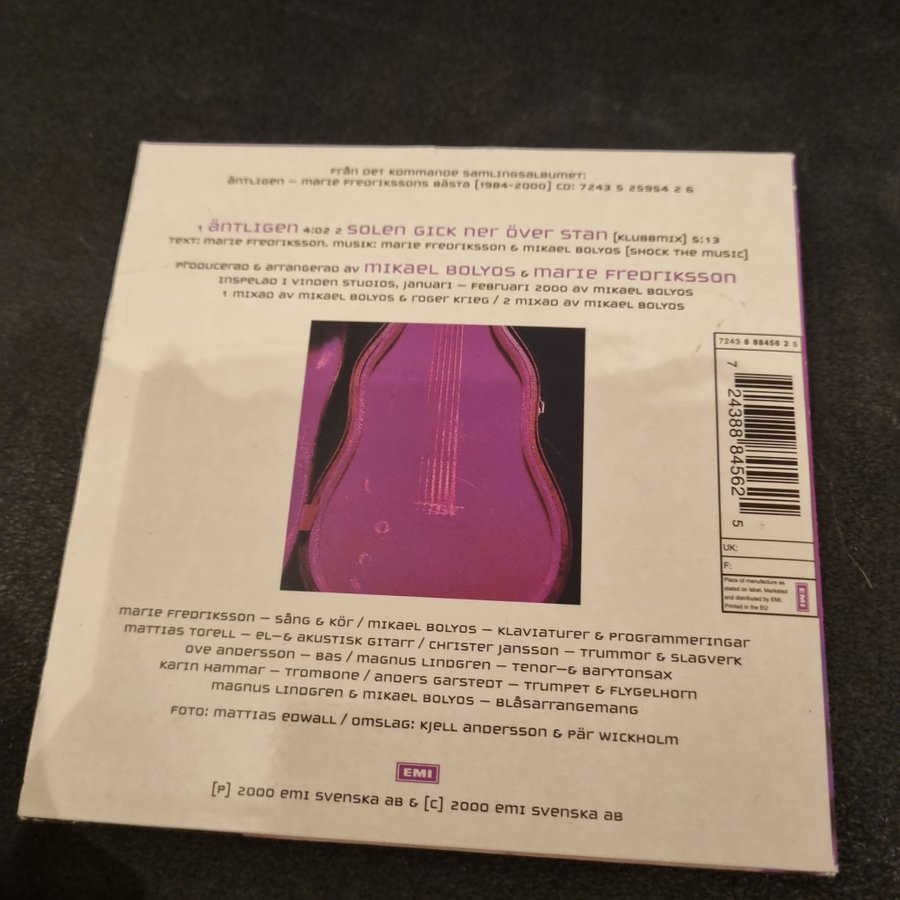 Från det kommande samlingsalbumet:
Äntligen – Marie Fredrikssons Bästa [1984-2000] CD: 7243 5 25954 2 6
1 Äntligen 4:02 2 Solen gick ner över stan [Klubbmix] 5:13
Text: Marie Fredriksson. Musik: Marie Fredriksson & Mikael Bolyos [Shock the Music]
Producerad & arrangerad av Mikael Bolyos & Marie Fredriksson
Inspelad i Vinden Studios, januari – februari 2000 av Mikael Bolyos
1 mixad av Mikael Bolyos & Roger Krieg / 2 mixad av Mikael Bolyos
7243 8 88456 2 5
7 24388 84562 5
UK:
F:
Place of manufacture as
stated on label. Marketed
and distributed by EMI.
Printed in the EU
EMI
Marie Fredriksson – sång & kör / Mikael Bolyos – klaviaturer & programmeringar
Mattias Torell – el-& akustisk gitarr / Christer Jansson – trummor & slagverk
Ove Andersson – bas / Magnus Lindgren – tenor-& barytonsax
Karin Hammar – trombone / Anders Garstedt – trumpet & flygelhorn
Magnus Lindgren & Mikael Bolyos – blåsarrangemang
Foto: Mattias Edwall / Omslag: Kjell Andersson & Pär Wickholm
EMI
[P] 2000 EMI Svenska AB & [C] 2000 EMI Svenska AB